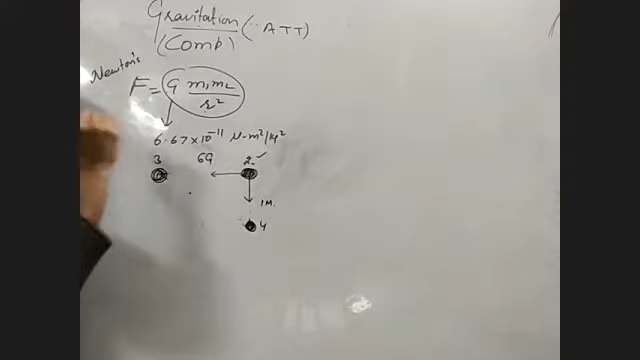 Gravitation (∵ ATT)
(Comb)
Newton's
F = G m₁m₂ / r²
6.67×10⁻¹¹ N-m²/kg²
3 6G 2 ✓
1M.
4